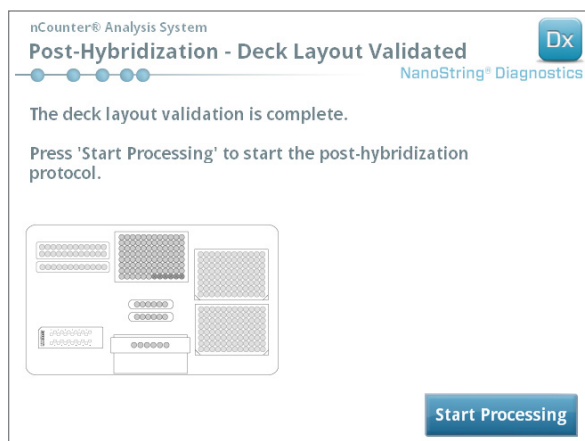 nCounter® Analysis System
Post-Hybridization - Deck Layout Validated
Dx
NanoString® Diagnostics
The deck layout validation is complete.
Press 'Start Processing' to start the post-hybridization
protocol.
Start Processing